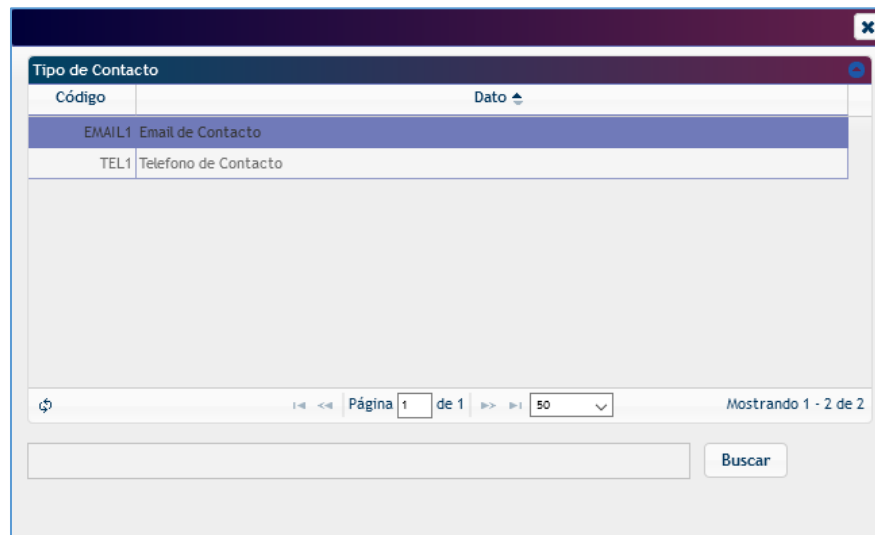 Tipo de Contacto
Código Dato
EMAIL1 Email de Contacto
TEL1 Telefono de Contacto
Página 1 de 1 50 Mostrando 1 - 2 de 2
Buscar